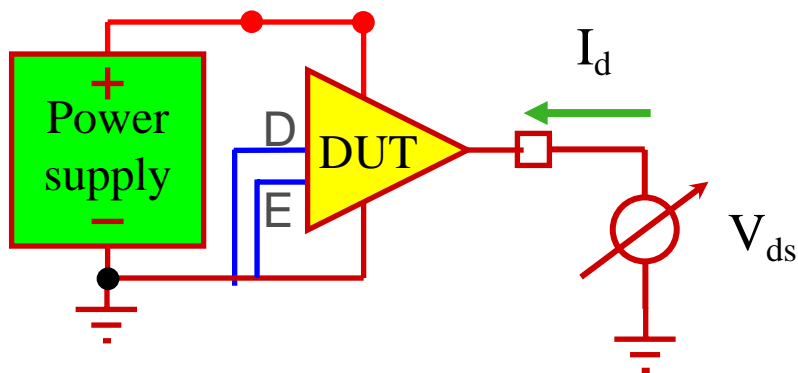 +
Power
supply
−
D
E
DUT
I_d
V_ds